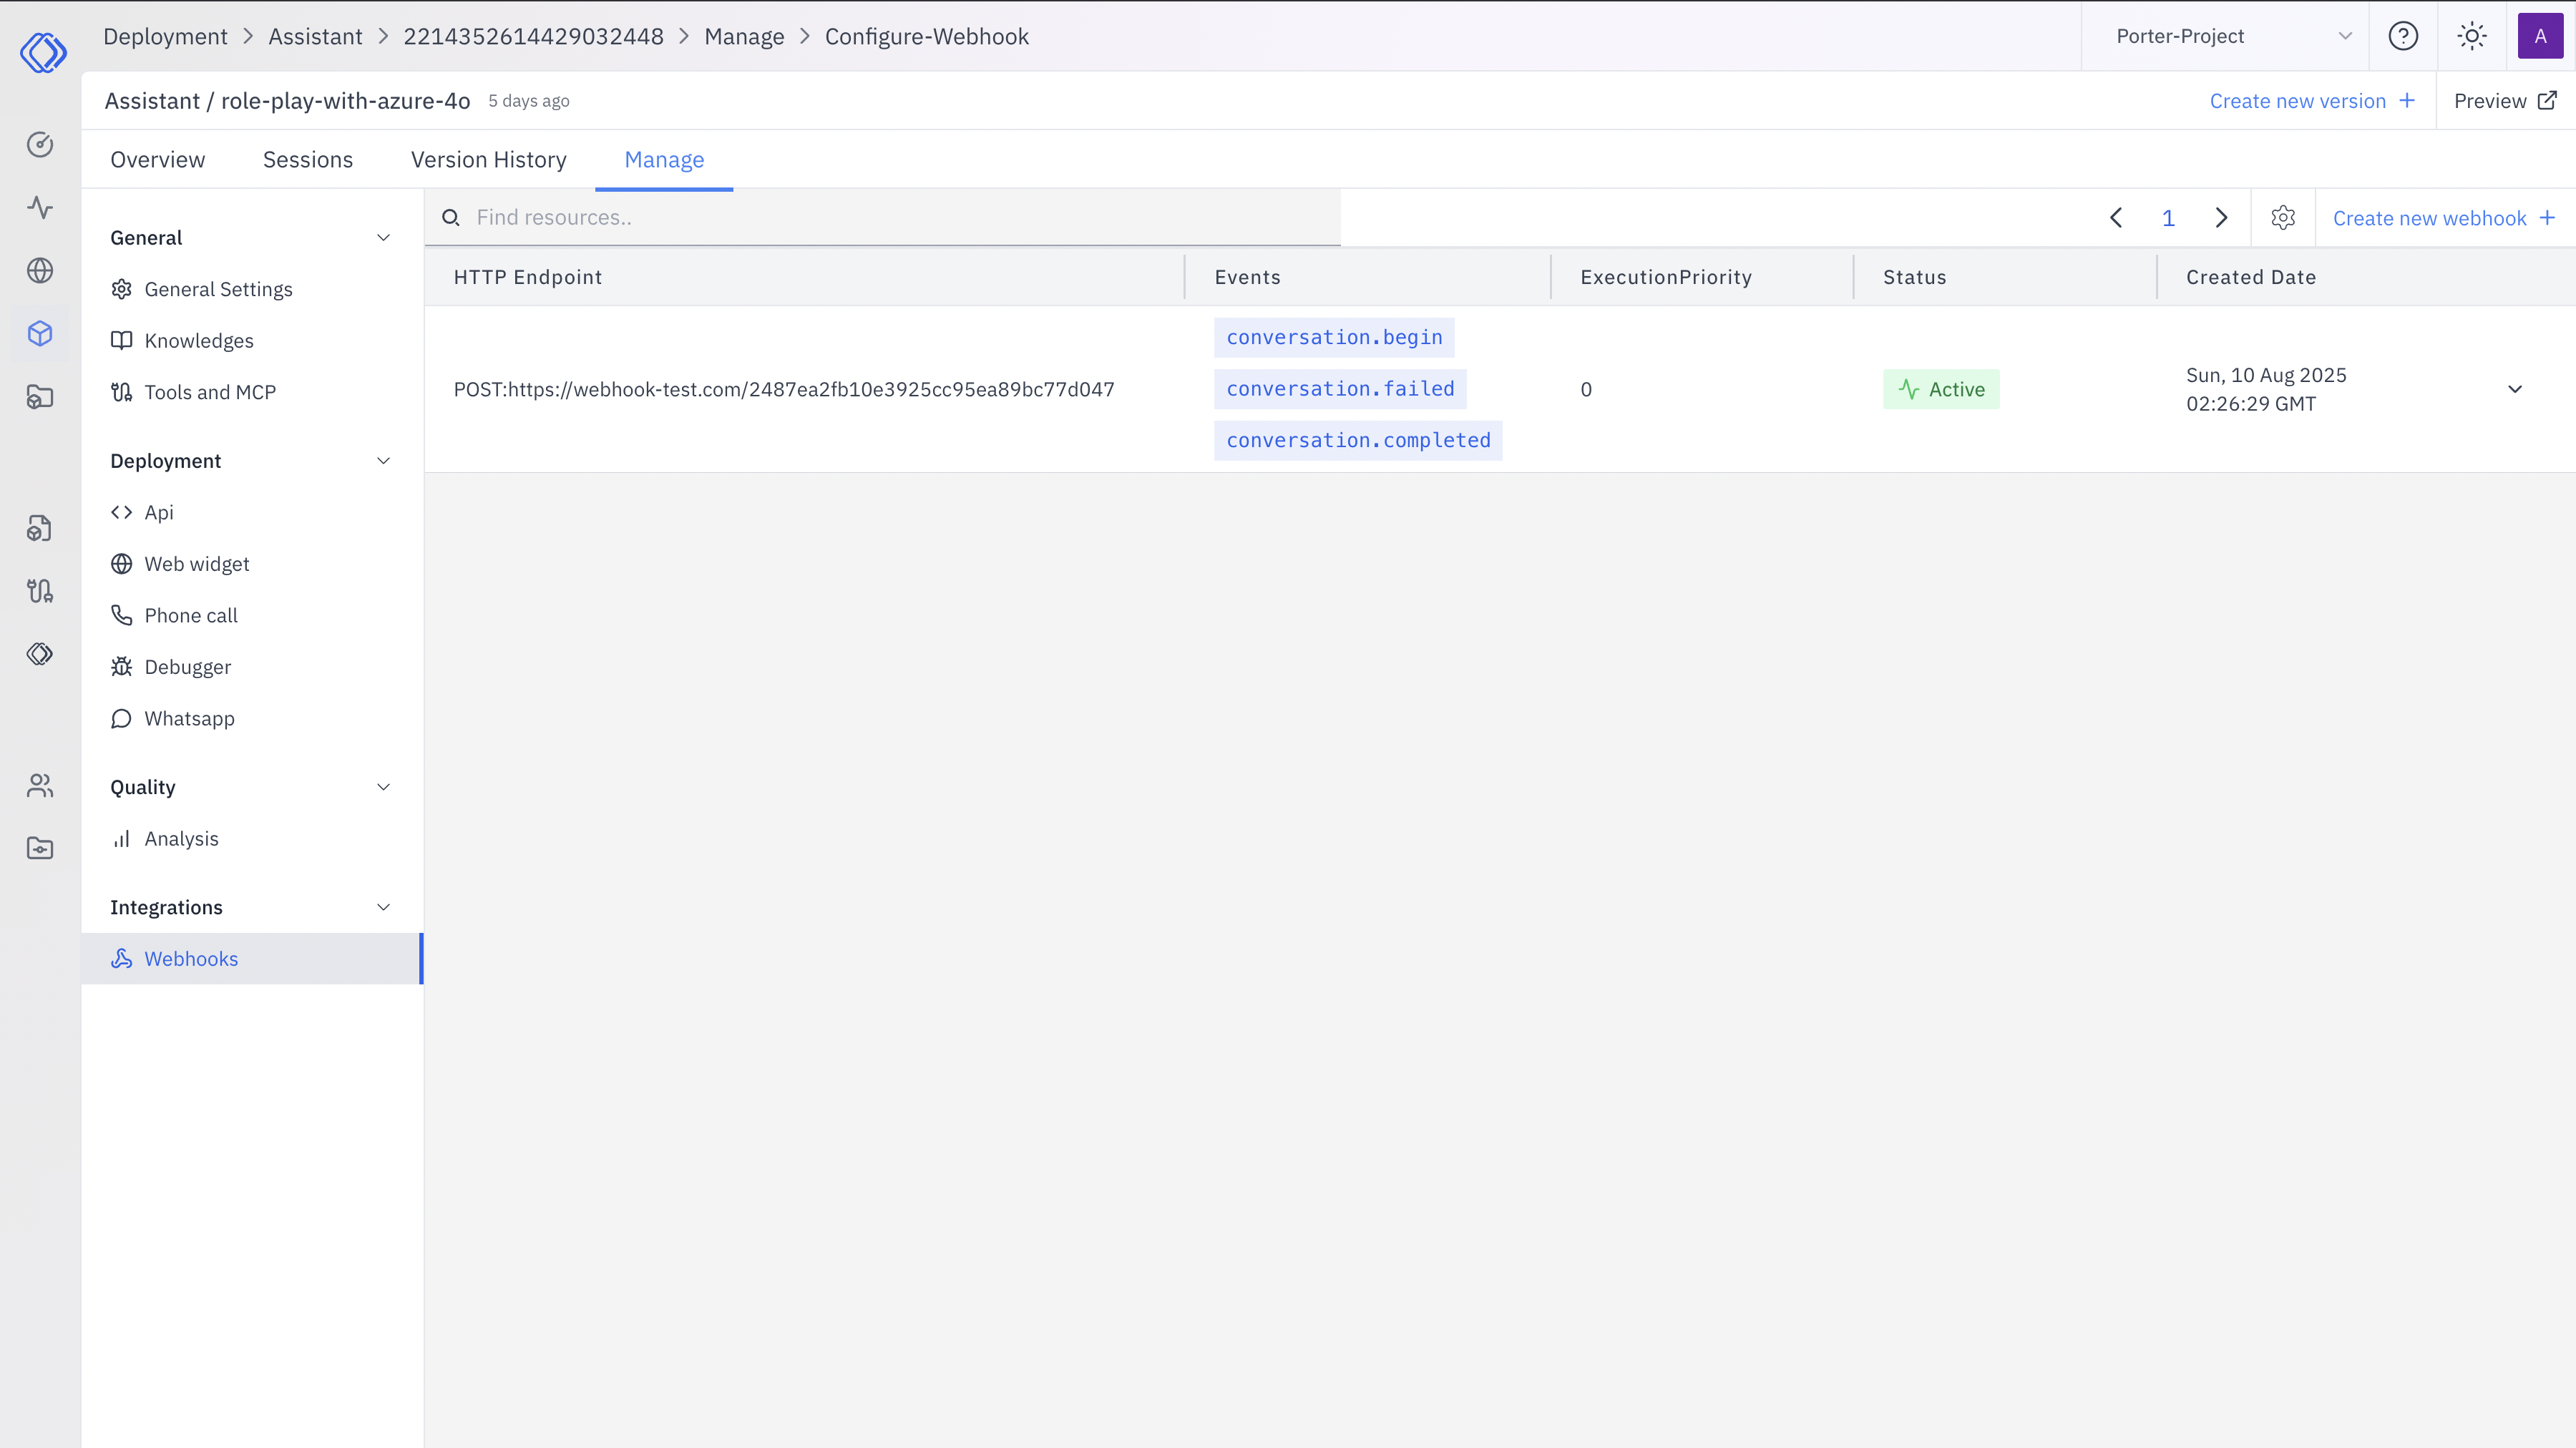 Deployment > Assistant > 2214352614429032448 > Manage > Configure-Webhook
Porter-Project
A
Assistant / role-play-with-azure-4o 5 days ago
Create new version +
Preview
Overview Sessions Version History Manage
General
General Settings
Knowledges
Tools and MCP
Deployment
Api
Web widget
Phone call
Debugger
Whatsapp
Quality
Analysis
Integrations
Webhooks
Find resources..
1
Create new webhook +
HTTP Endpoint Events ExecutionPriority Status Created Date
POST:https://webhook-test.com/2487ea2fb10e3925cc95ea89bc77d047
conversation.begin
conversation.failed
conversation.completed
0
Active
Sun, 10 Aug 2025
02:26:29 GMT